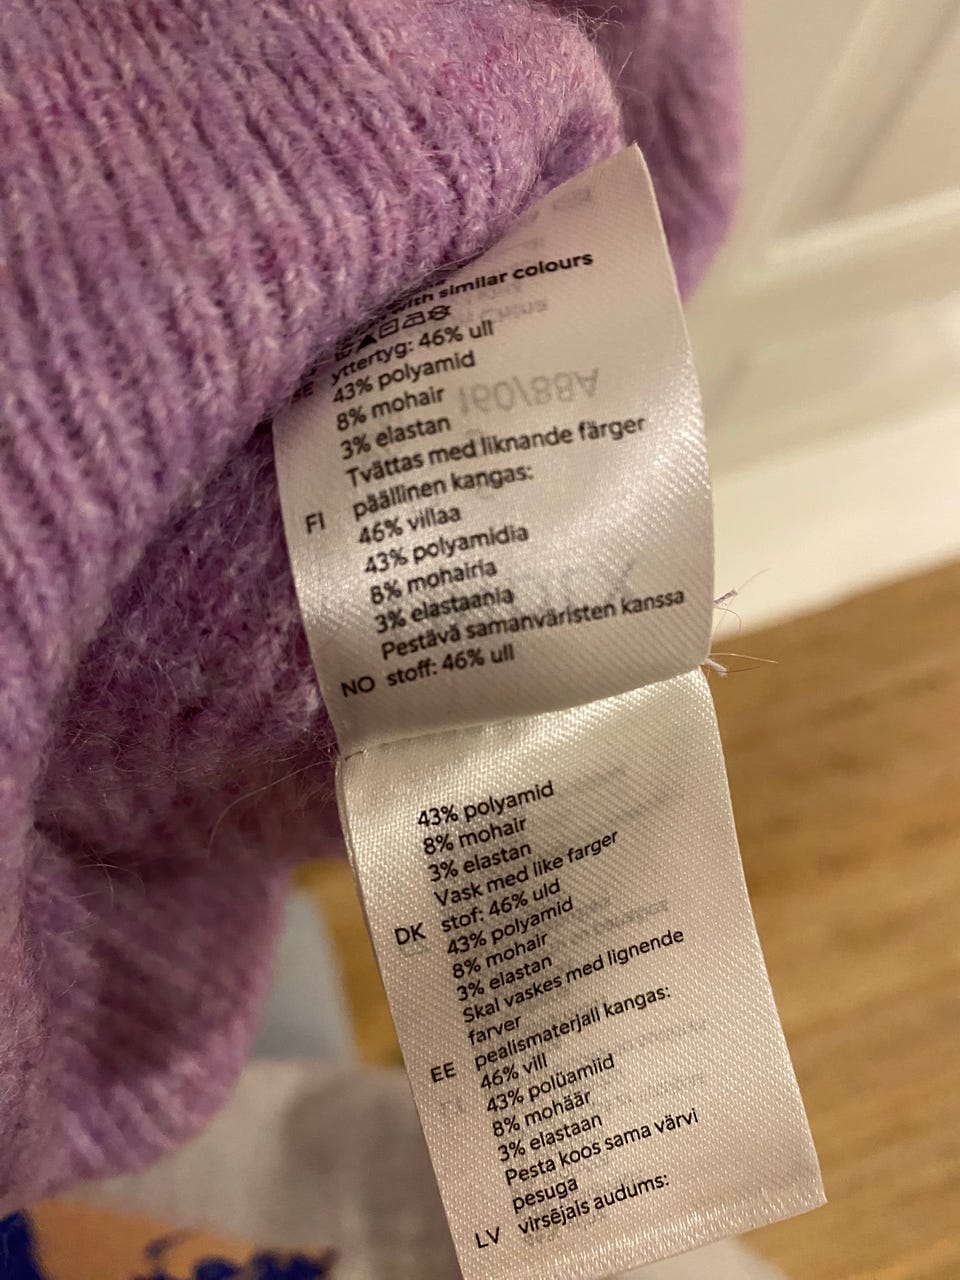 with similar colours
SE yttertyg: 46% ull
43% polyamid
8% mohair
3% elastan
Tvättas med liknande färger
FI päällinen kangas:
46% villaa
43% polyamidia
8% mohairia
3% elastaania
Pestävä samanväristen kanssa
NO stoff: 46% ull
43% polyamid
8% mohair
3% elastan
Vask med like farger
DK stof: 46% uld
43% polyamid
8% mohair
3% elastan
Skal vaskes med lignende
farver
EE pealismaterjali kangas:
46% vill
43% polüamiid
8% mohäär
3% elastaan
Pesta koos sama värvi
pesuga
LV virsējais audums:
160/88A
China